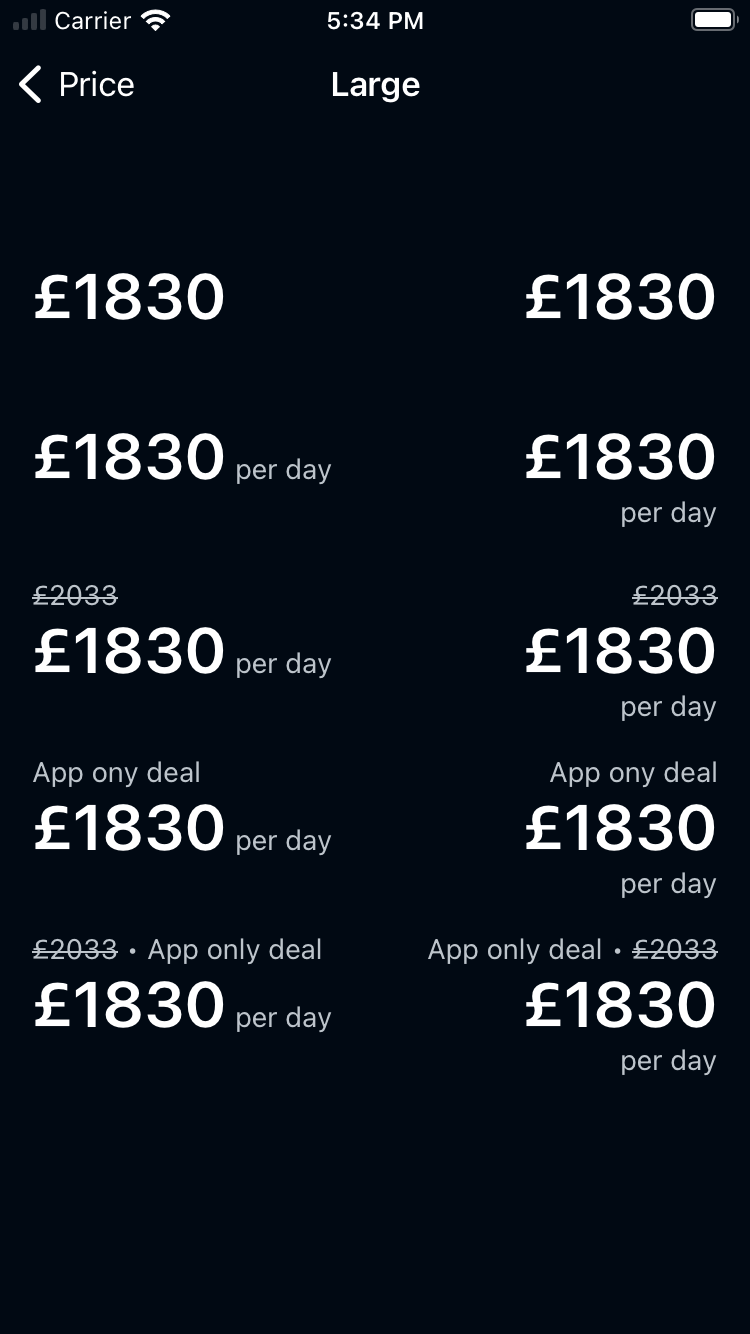 Carrier 5:34 PM
Price Large
£1830 £1830
£1830 per day £1830
per day
£2033 £2033
£1830 per day £1830
per day
App ony deal App ony deal
£1830 per day £1830
per day
£2033 • App only deal App only deal • £2033
£1830 per day £1830
per day